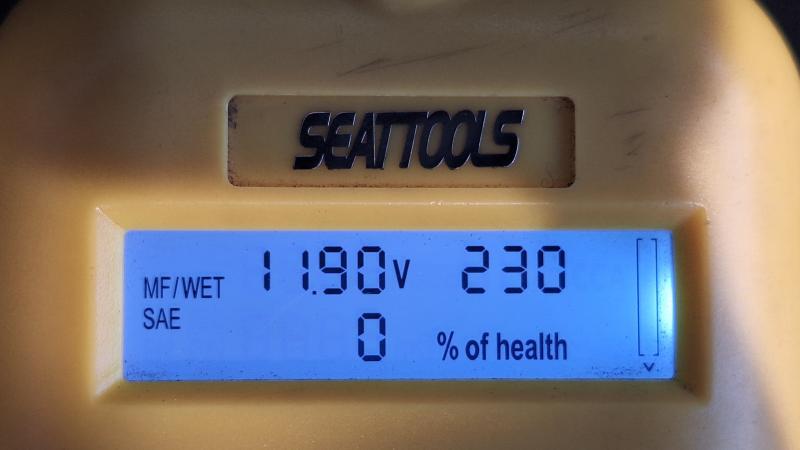 SEATTOOLS
MF/WET 11.90V 230
SAE
0 % of health